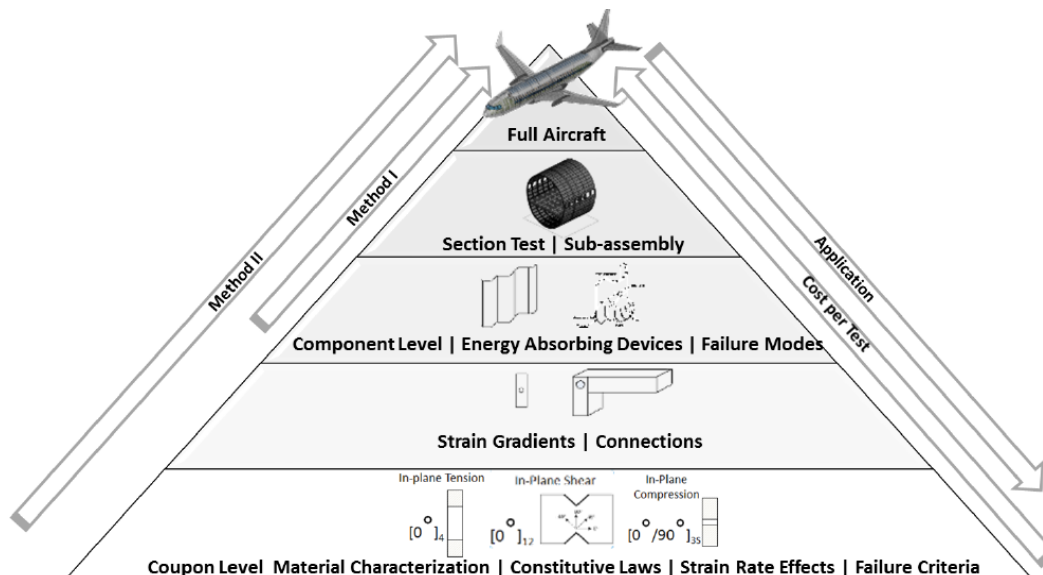 Full Aircraft
Method I
Method II
Application
Cost per Test
Section Test | Sub-assembly
Component Level | Energy Absorbing Devices | Failure Modes
Strain Gradients | Connections
In-plane Tension
In-Plane Shear
In-Plane
Compression
[0°]4
[0°]12
[0°/90°]3S
Coupon Level Material Characterization | Constitutive Laws | Strain Rate Effects | Failure Criteria